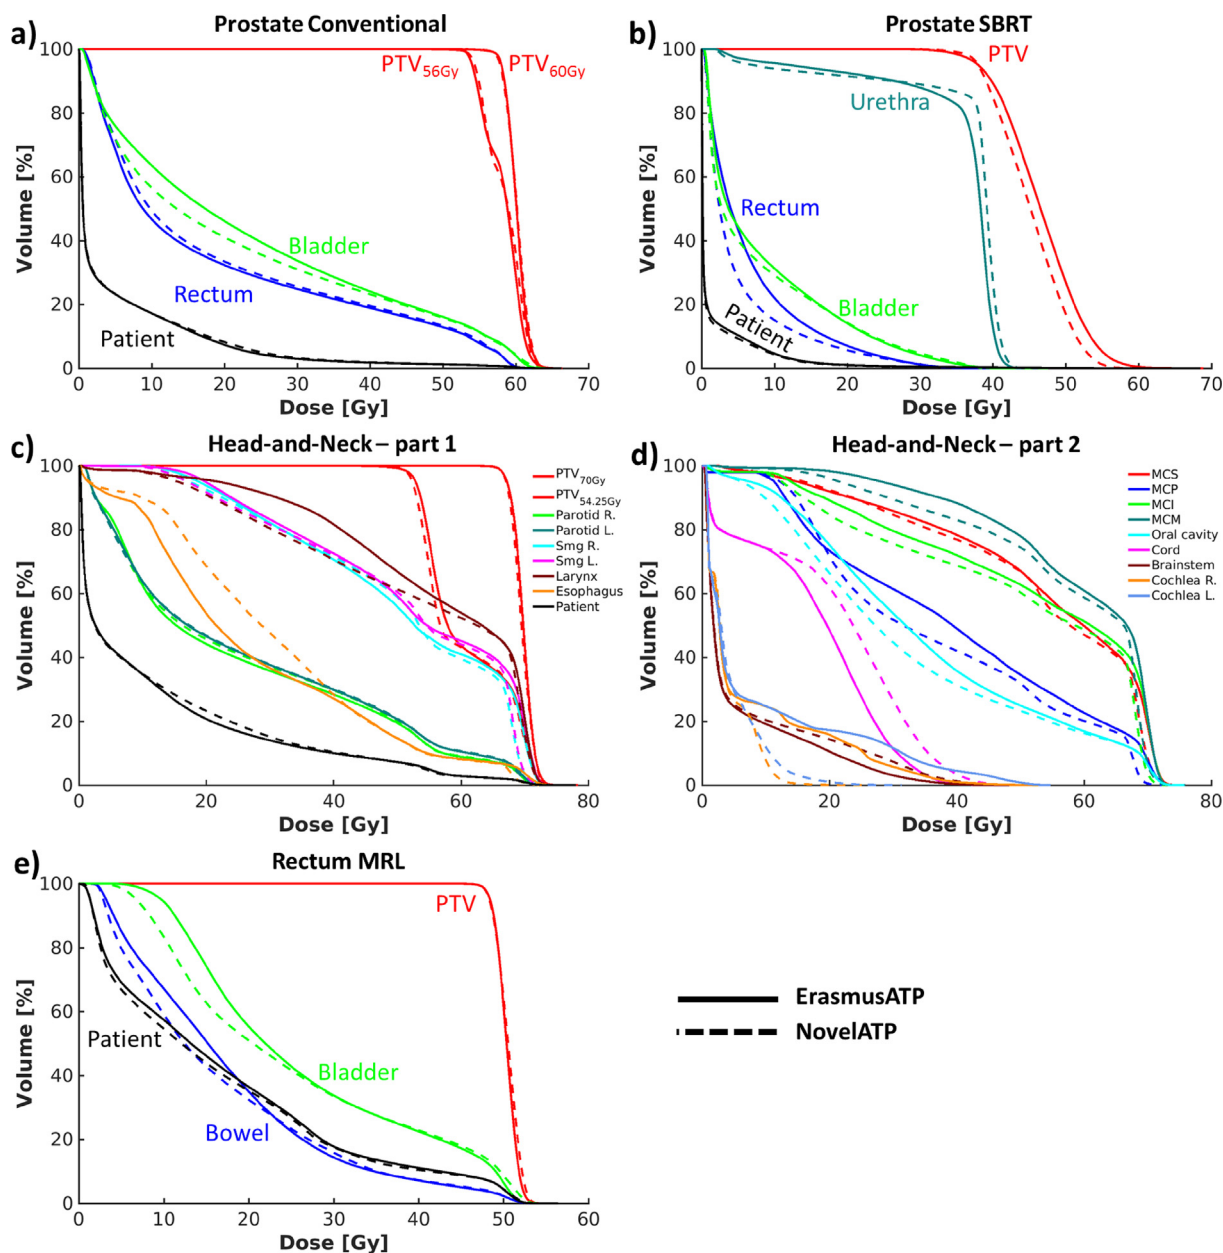 a) Prostate Conventional
100
80
60
40
20
0
0 10 20 30 40 50 60 70
Volume [%]
Dose [Gy]
PTV56Gy
PTV60Gy
Bladder
Rectum
Patient
b) Prostate SBRT
100
80
60
40
20
0
0 10 20 30 40 50 60 70
Volume [%]
Dose [Gy]
PTV
Urethra
Rectum
Bladder
Patient
c) Head-and-Neck – part 1
100
80
60
40
20
0
0 20 40 60 80
Volume [%]
Dose [Gy]
PTV70Gy
PTV54.25Gy
Parotid R.
Parotid L.
Smg R.
Smg L.
Larynx
Esophagus
Patient
d) Head-and-Neck – part 2
100
80
60
40
20
0
0 20 40 60 80
Volume [%]
Dose [Gy]
MCS
MCP
MCI
MCM
Oral cavity
Cord
Brainstem
Cochlea R.
Cochlea L.
e) Rectum MRL
100
80
60
40
20
0
0 10 20 30 40 50 60
Volume [%]
Dose [Gy]
PTV
Patient
Bladder
Bowel
ErasmusATP
NovelATP